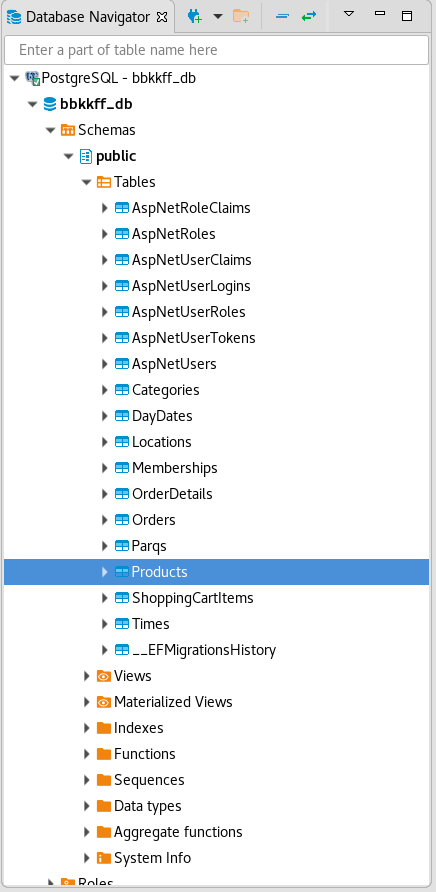 Database Navigator
Enter a part of table name here
PostgreSQL - bbkkff_db
bbkkff_db
Schemas
public
Tables
AspNetRoleClaims
AspNetRoles
AspNetUserClaims
AspNetUserLogins
AspNetUserRoles
AspNetUserTokens
AspNetUsers
Categories
DayDates
Locations
Memberships
OrderDetails
Orders
Parqs
Products
ShoppingCartItems
Times
__EFMigrationsHistory
Views
Materialized Views
Indexes
Functions
Sequences
Data types
Aggregate functions
System Info
Roles